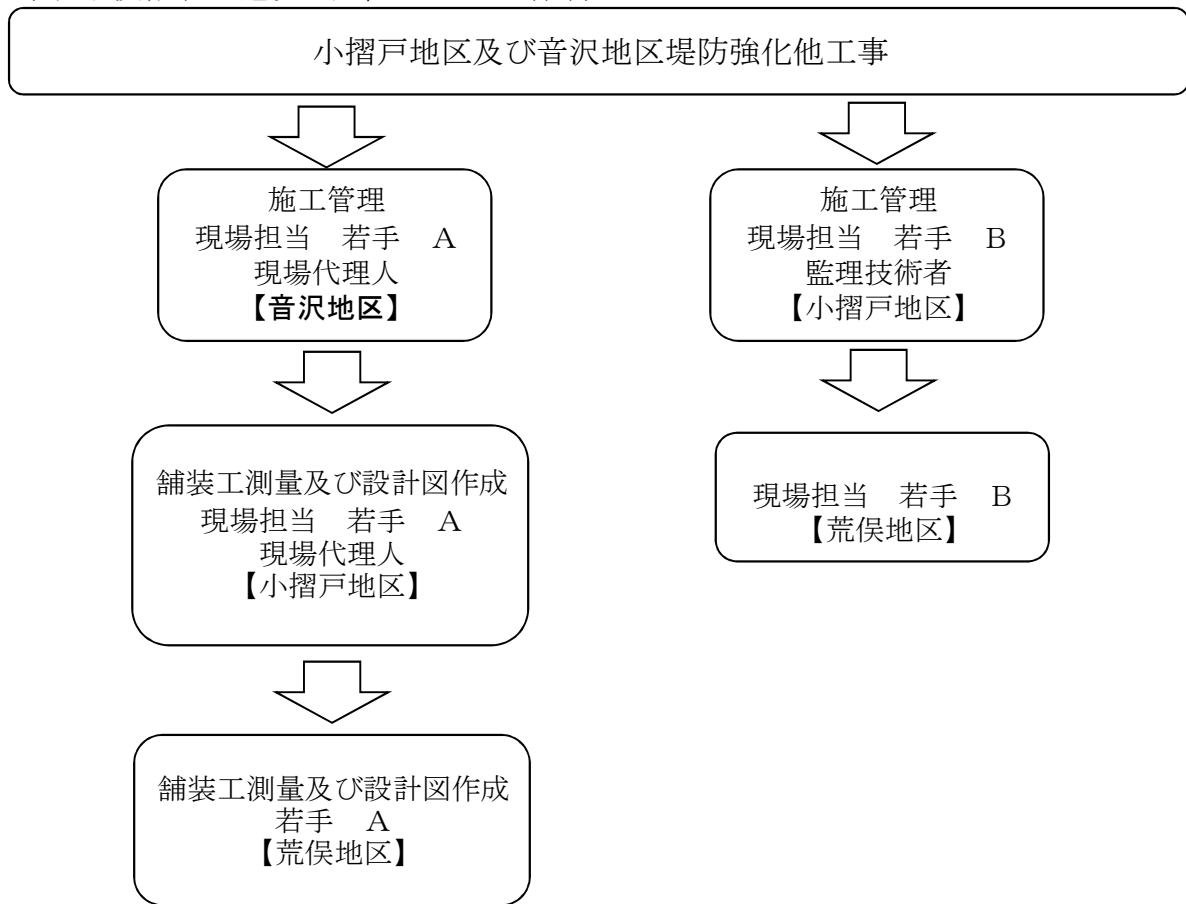 小摺戸地区及び音沢地区堤防強化他工事
施工管理
現場担当　若手　A
現場代理人
【音沢地区】
施工管理
現場担当　若手　B
監理技術者
【小摺戸地区】
舗装工測量及び設計図作成
現場担当　若手　A
現場代理人
【小摺戸地区】
現場担当　若手　B
【荒俣地区】
舗装工測量及び設計図作成
若手　A
【荒俣地区】